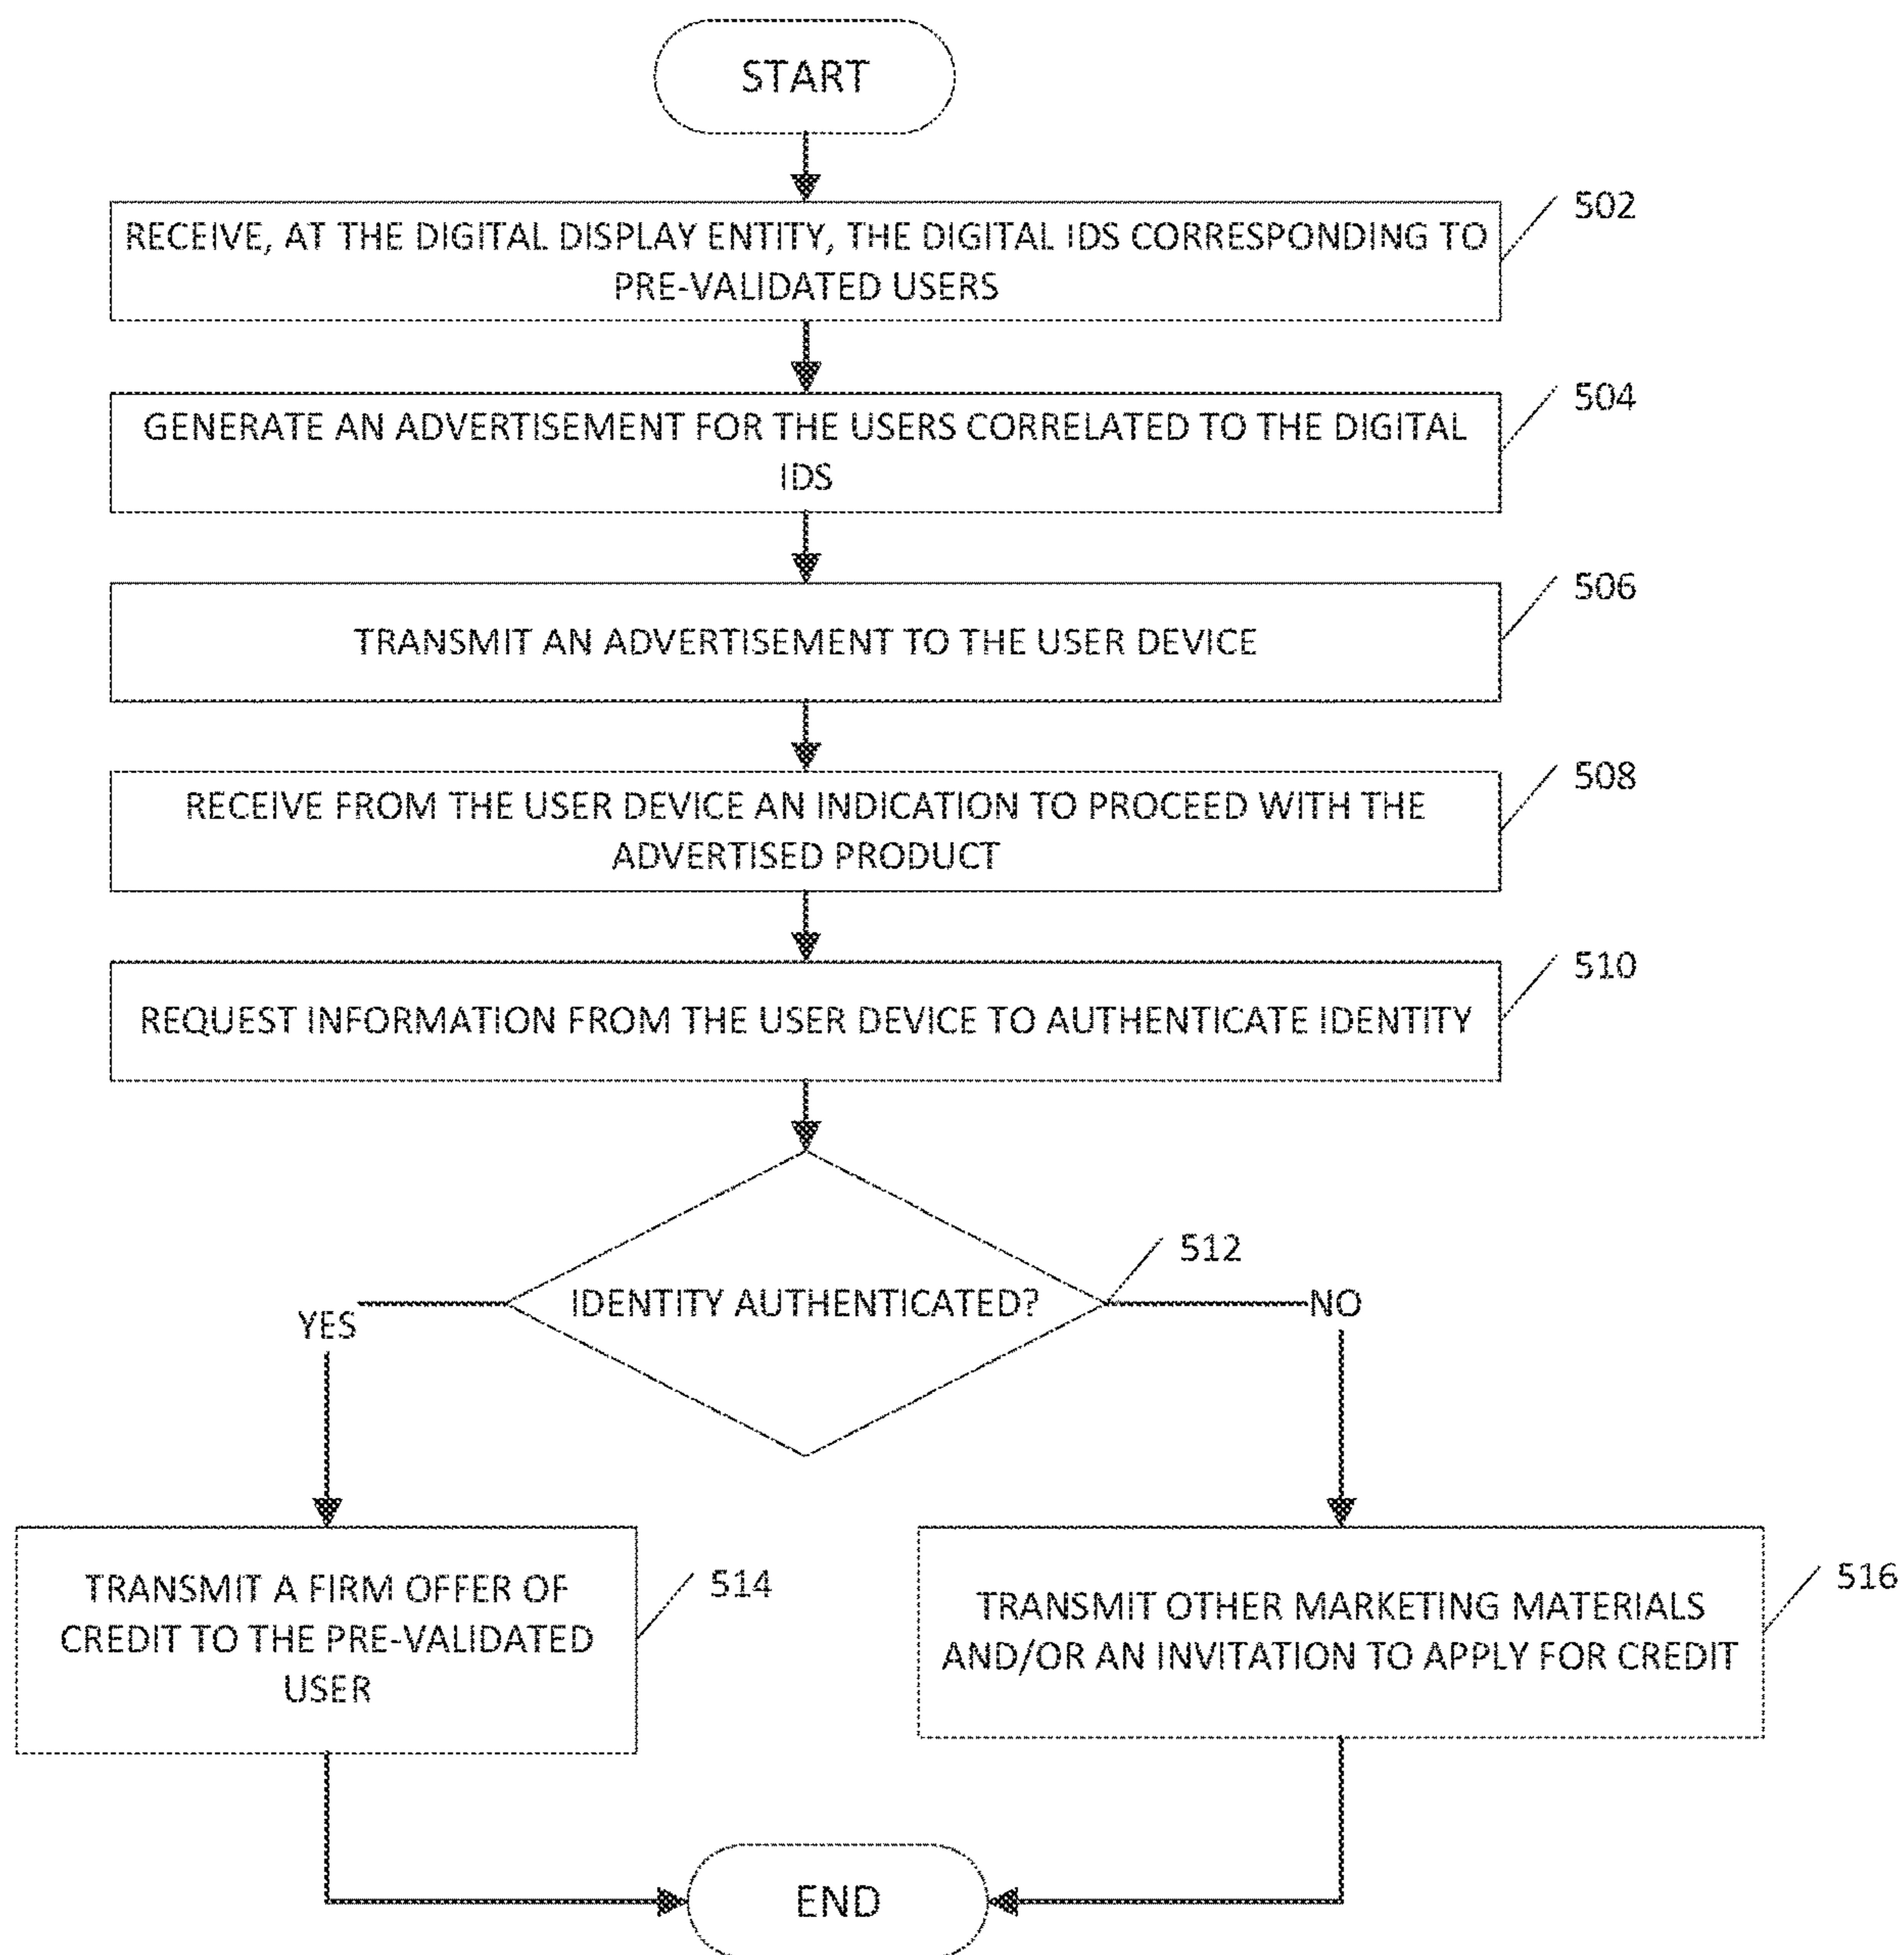 START
RECEIVE, AT THE DIGITAL DISPLAY ENTITY, THE DIGITAL IDS CORRESPONDING TO
PRE-VALIDATED USERS
502
GENERATE AN ADVERTISEMENT FOR THE USERS CORRELATED TO THE DIGITAL
IDS
504
TRANSMIT AN ADVERTISEMENT TO THE USER DEVICE
506
RECEIVE FROM THE USER DEVICE AN INDICATION TO PROCEED WITH THE
ADVERTISED PRODUCT
508
REQUEST INFORMATION FROM THE USER DEVICE TO AUTHENTICATE IDENTITY
510
IDENTITY AUTHENTICATED?
512
YES
NO
TRANSMIT A FIRM OFFER OF
CREDIT TO THE PRE-VALIDATED
USER
514
TRANSMIT OTHER MARKETING MATERIALS
AND/OR AN INVITATION TO APPLY FOR CREDIT
516
END